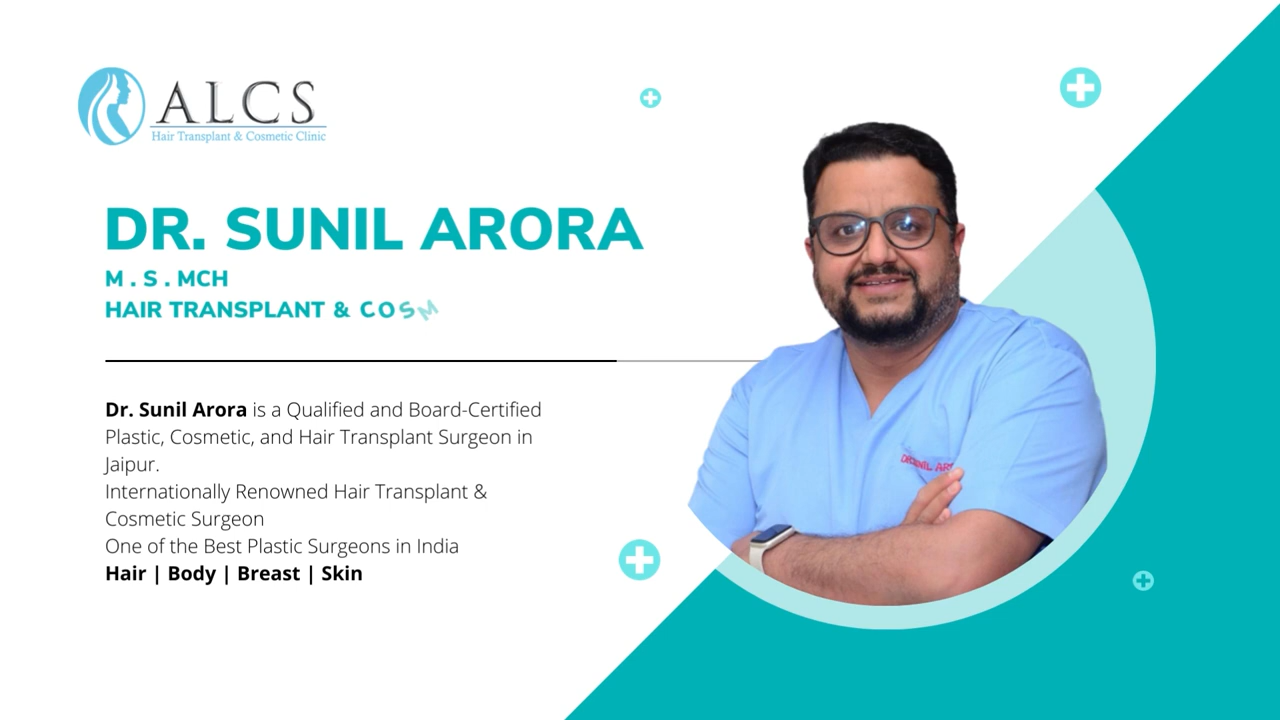 ALCS
Hair Transplant & Cosmetic Clinic
DR. SUNIL ARORA
M . S . MCH
HAIR TRANSPLANT & COSM
Dr. Sunil Arora is a Qualified and Board-Certified
Plastic, Cosmetic, and Hair Transplant Surgeon in
Jaipur.
Internationally Renowned Hair Transplant &
Cosmetic Surgeon
One of the Best Plastic Surgeons in India
Hair | Body | Breast | Skin